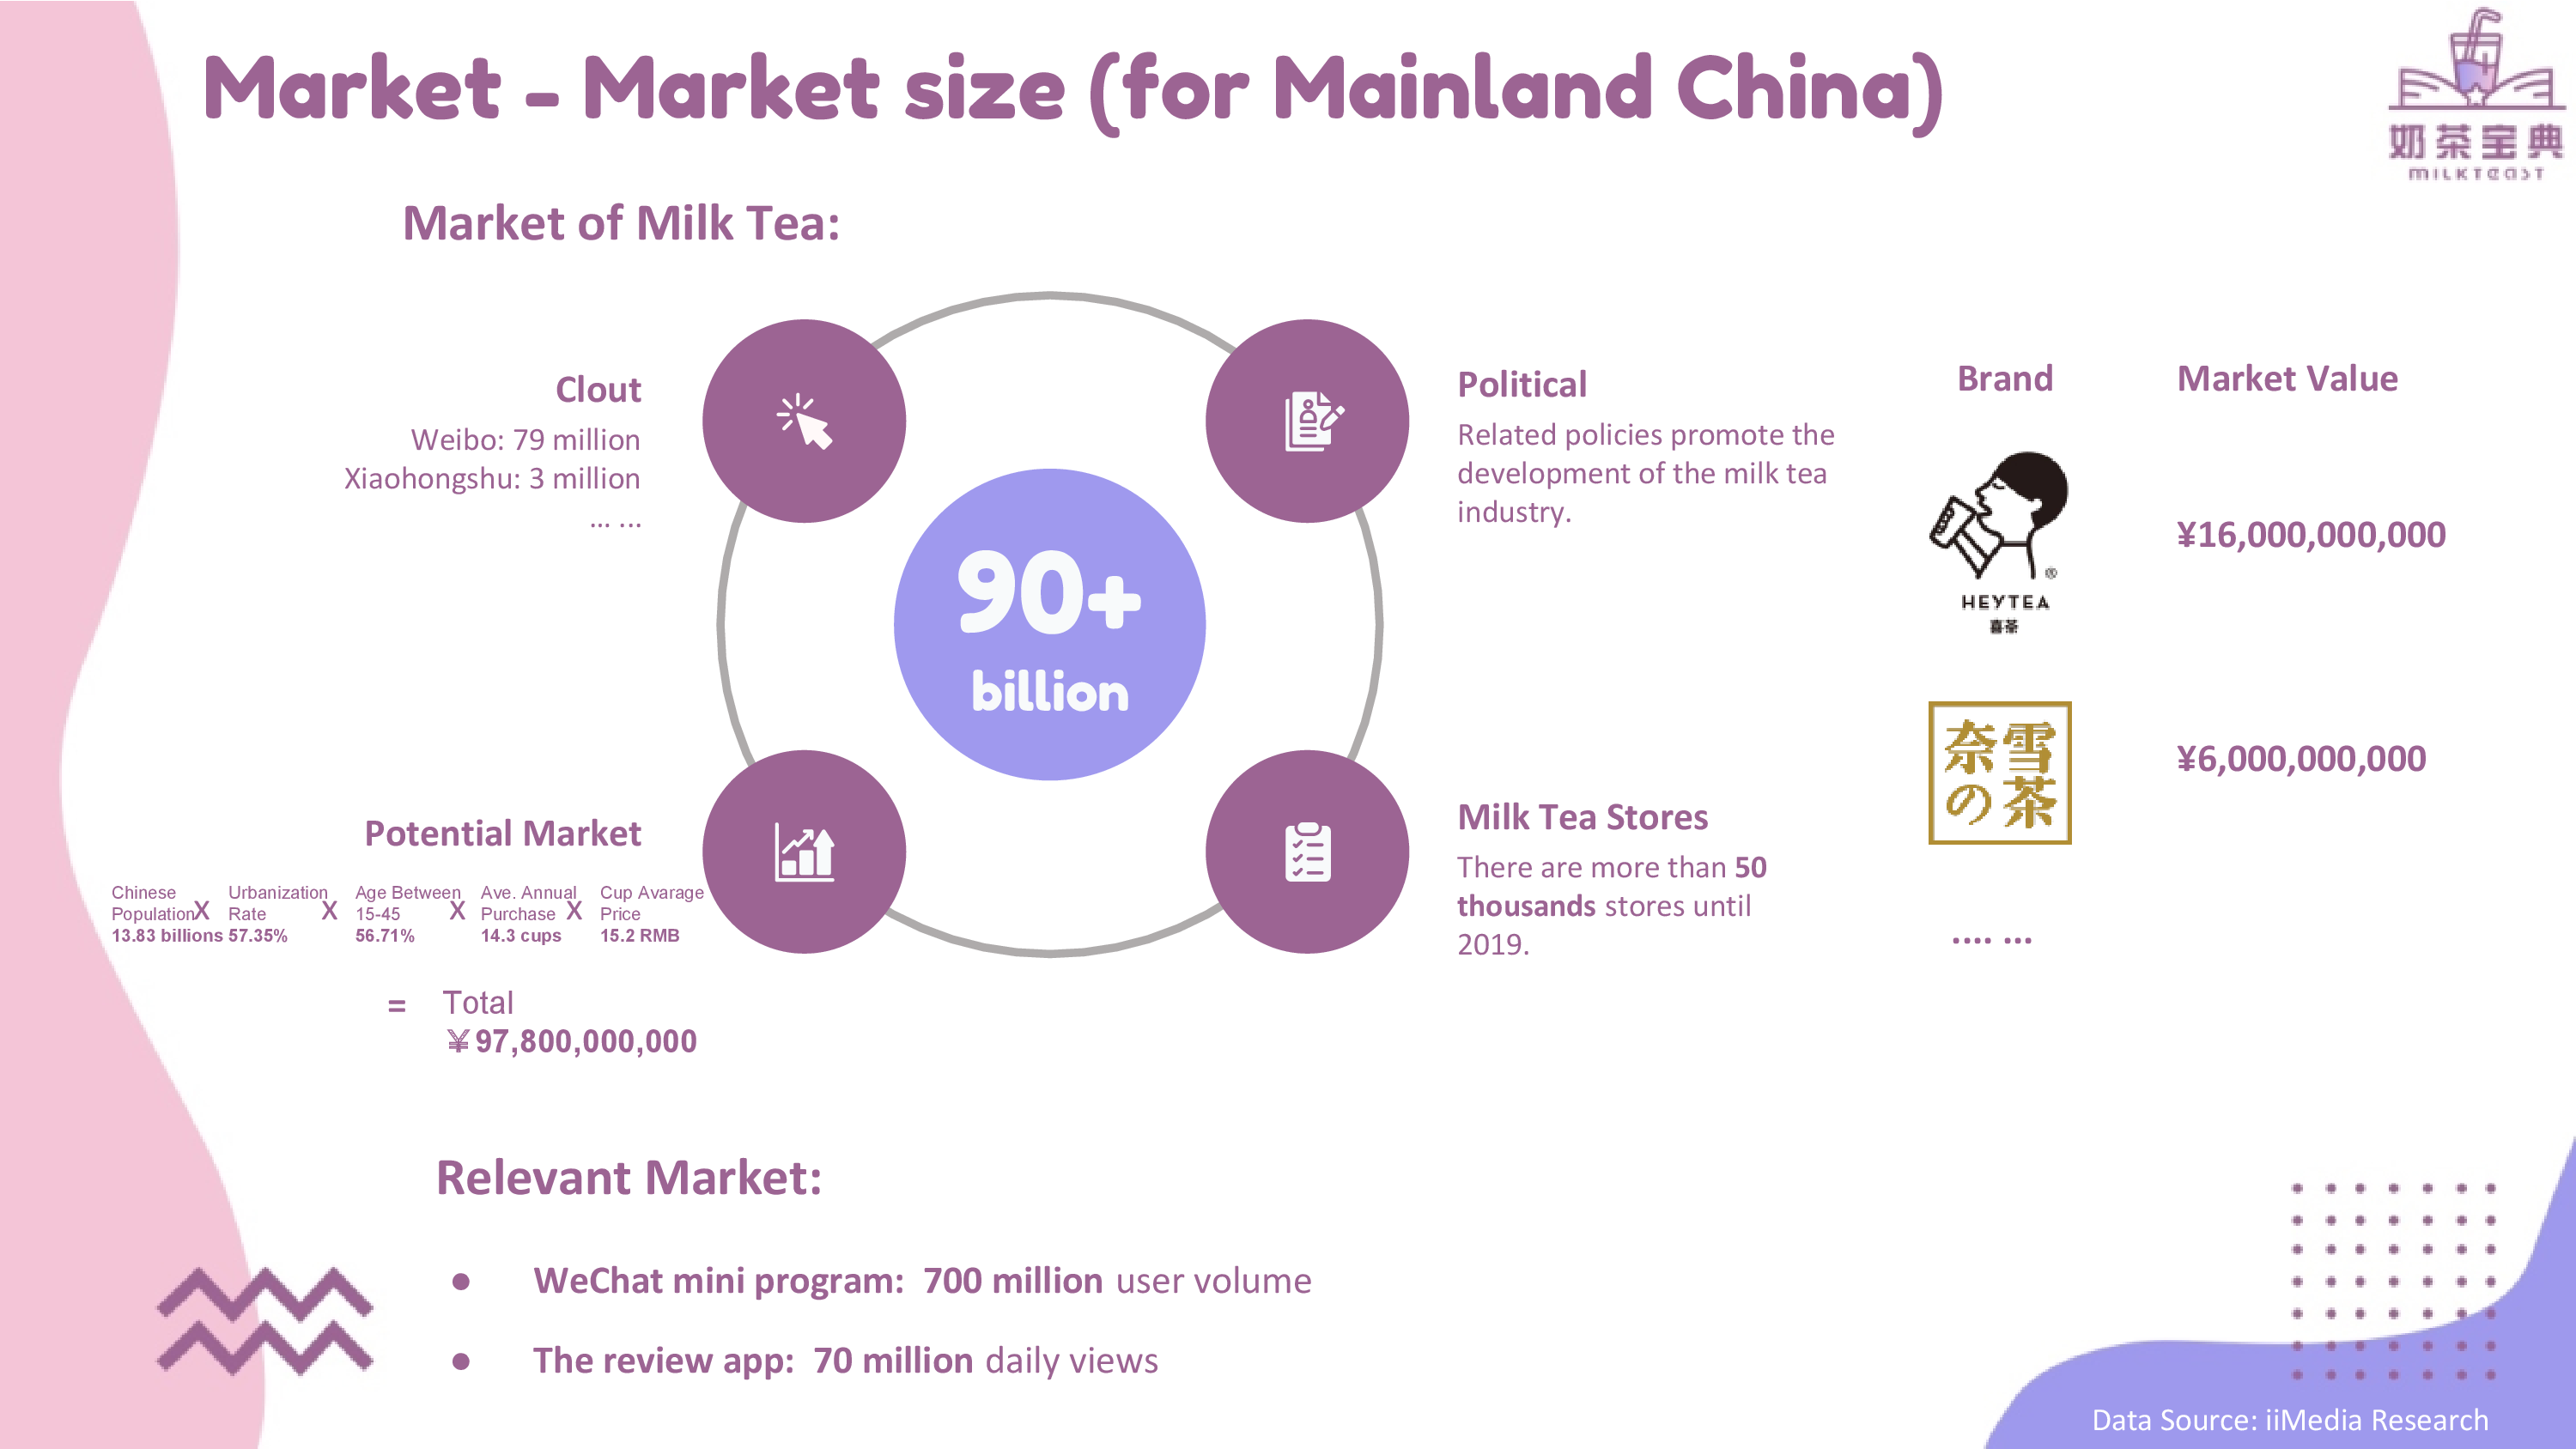 Market - Market size (for Mainland China)
奶茶宝典
MILKTEAST
Market of Milk Tea:
Clout
Weibo: 79 million
Xiaohongshu: 3 million
... ...
Political
Related policies promote the
development of the milk tea
industry.
90+
billion
Potential Market
Chinese
Population
13.83 billions
X
Urbanization
Rate
57.35%
X
Age Between
15-45
56.71%
X
Ave. Annual
Purchase
14.3 cups
X
Cup Avarage
Price
15.2 RMB
= Total
￥97,800,000,000
Milk Tea Stores
There are more than 50
thousands stores until
2019.
Brand Market Value
HEYTEA
喜茶
®
¥16,000,000,000
奈雪
の茶
¥6,000,000,000
.... ...
Relevant Market:
● WeChat mini program: 700 million user volume
● The review app: 70 million daily views
Data Source: iiMedia Research